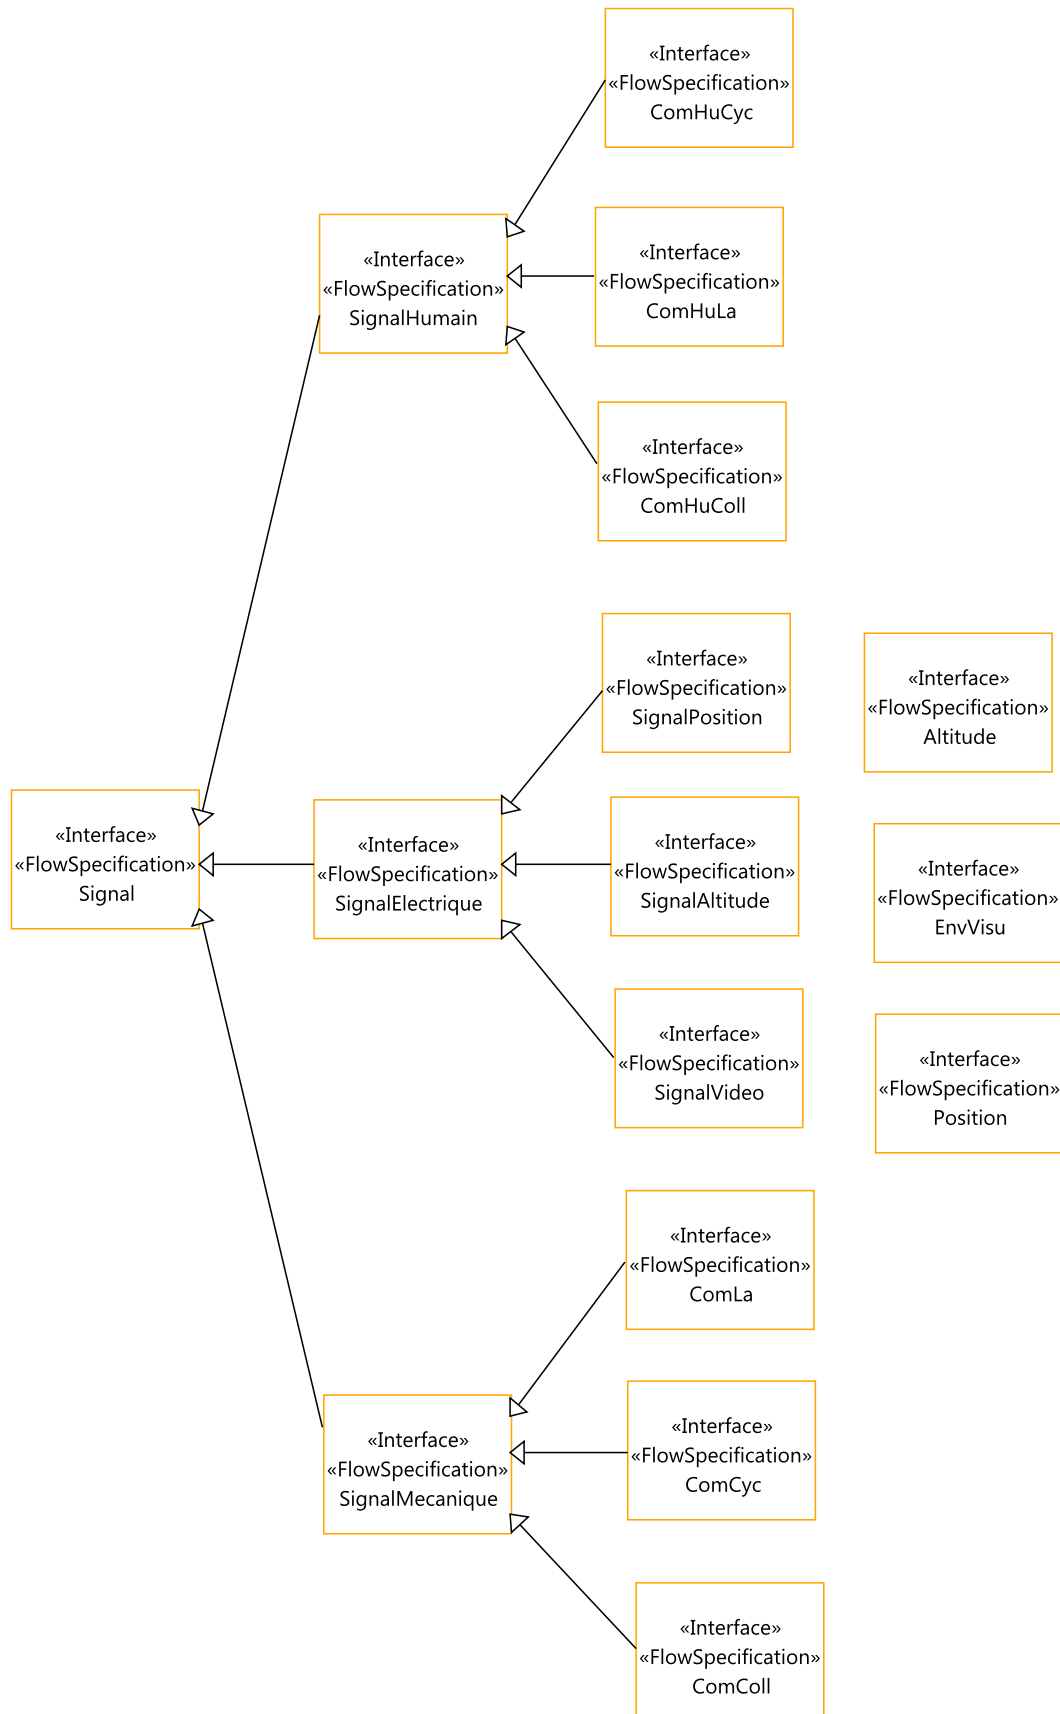 «Interface»
«FlowSpecification»
ComHuCyc
«Interface»
«FlowSpecification»
ComHuLa
«Interface»
«FlowSpecification»
SignalHumain
«Interface»
«FlowSpecification»
ComHuColl
«Interface»
«FlowSpecification»
SignalPosition
«Interface»
«FlowSpecification»
Altitude
«Interface»
«FlowSpecification»
Signal
«Interface»
«FlowSpecification»
SignalElectrique
«Interface»
«FlowSpecification»
SignalAltitude
«Interface»
«FlowSpecification»
EnvVisu
«Interface»
«FlowSpecification»
SignalVideo
«Interface»
«FlowSpecification»
Position
«Interface»
«FlowSpecification»
ComLa
«Interface»
«FlowSpecification»
SignalMecanique
«Interface»
«FlowSpecification»
ComCyc
«Interface»
«FlowSpecification»
ComColl